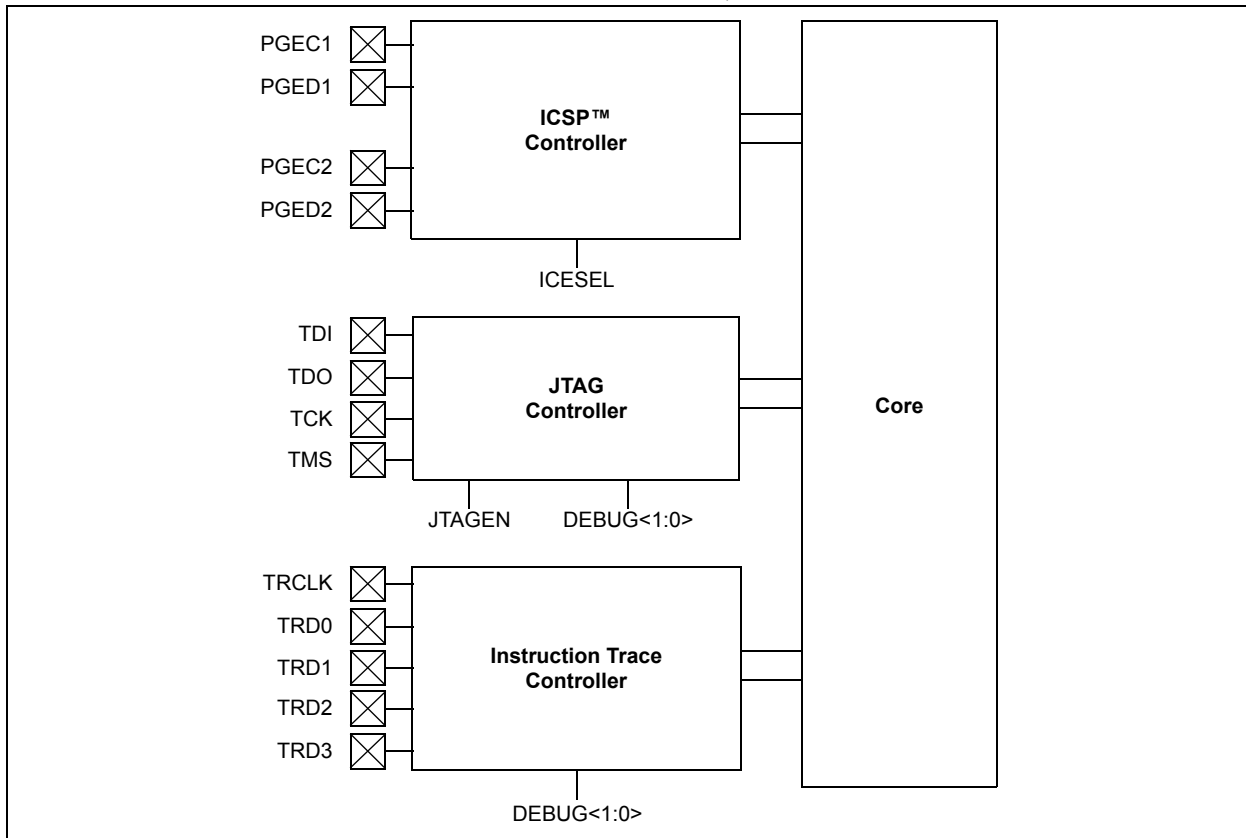 PGEC1
PGED1
PGEC2
PGED2
ICSP™
Controller
ICESEL
TDI
TDO
TCK
TMS
JTAG
Controller
JTAGEN
DEBUG<1:0>
Core
TRCLK
TRD0
TRD1
TRD2
TRD3
Instruction Trace
Controller
DEBUG<1:0>